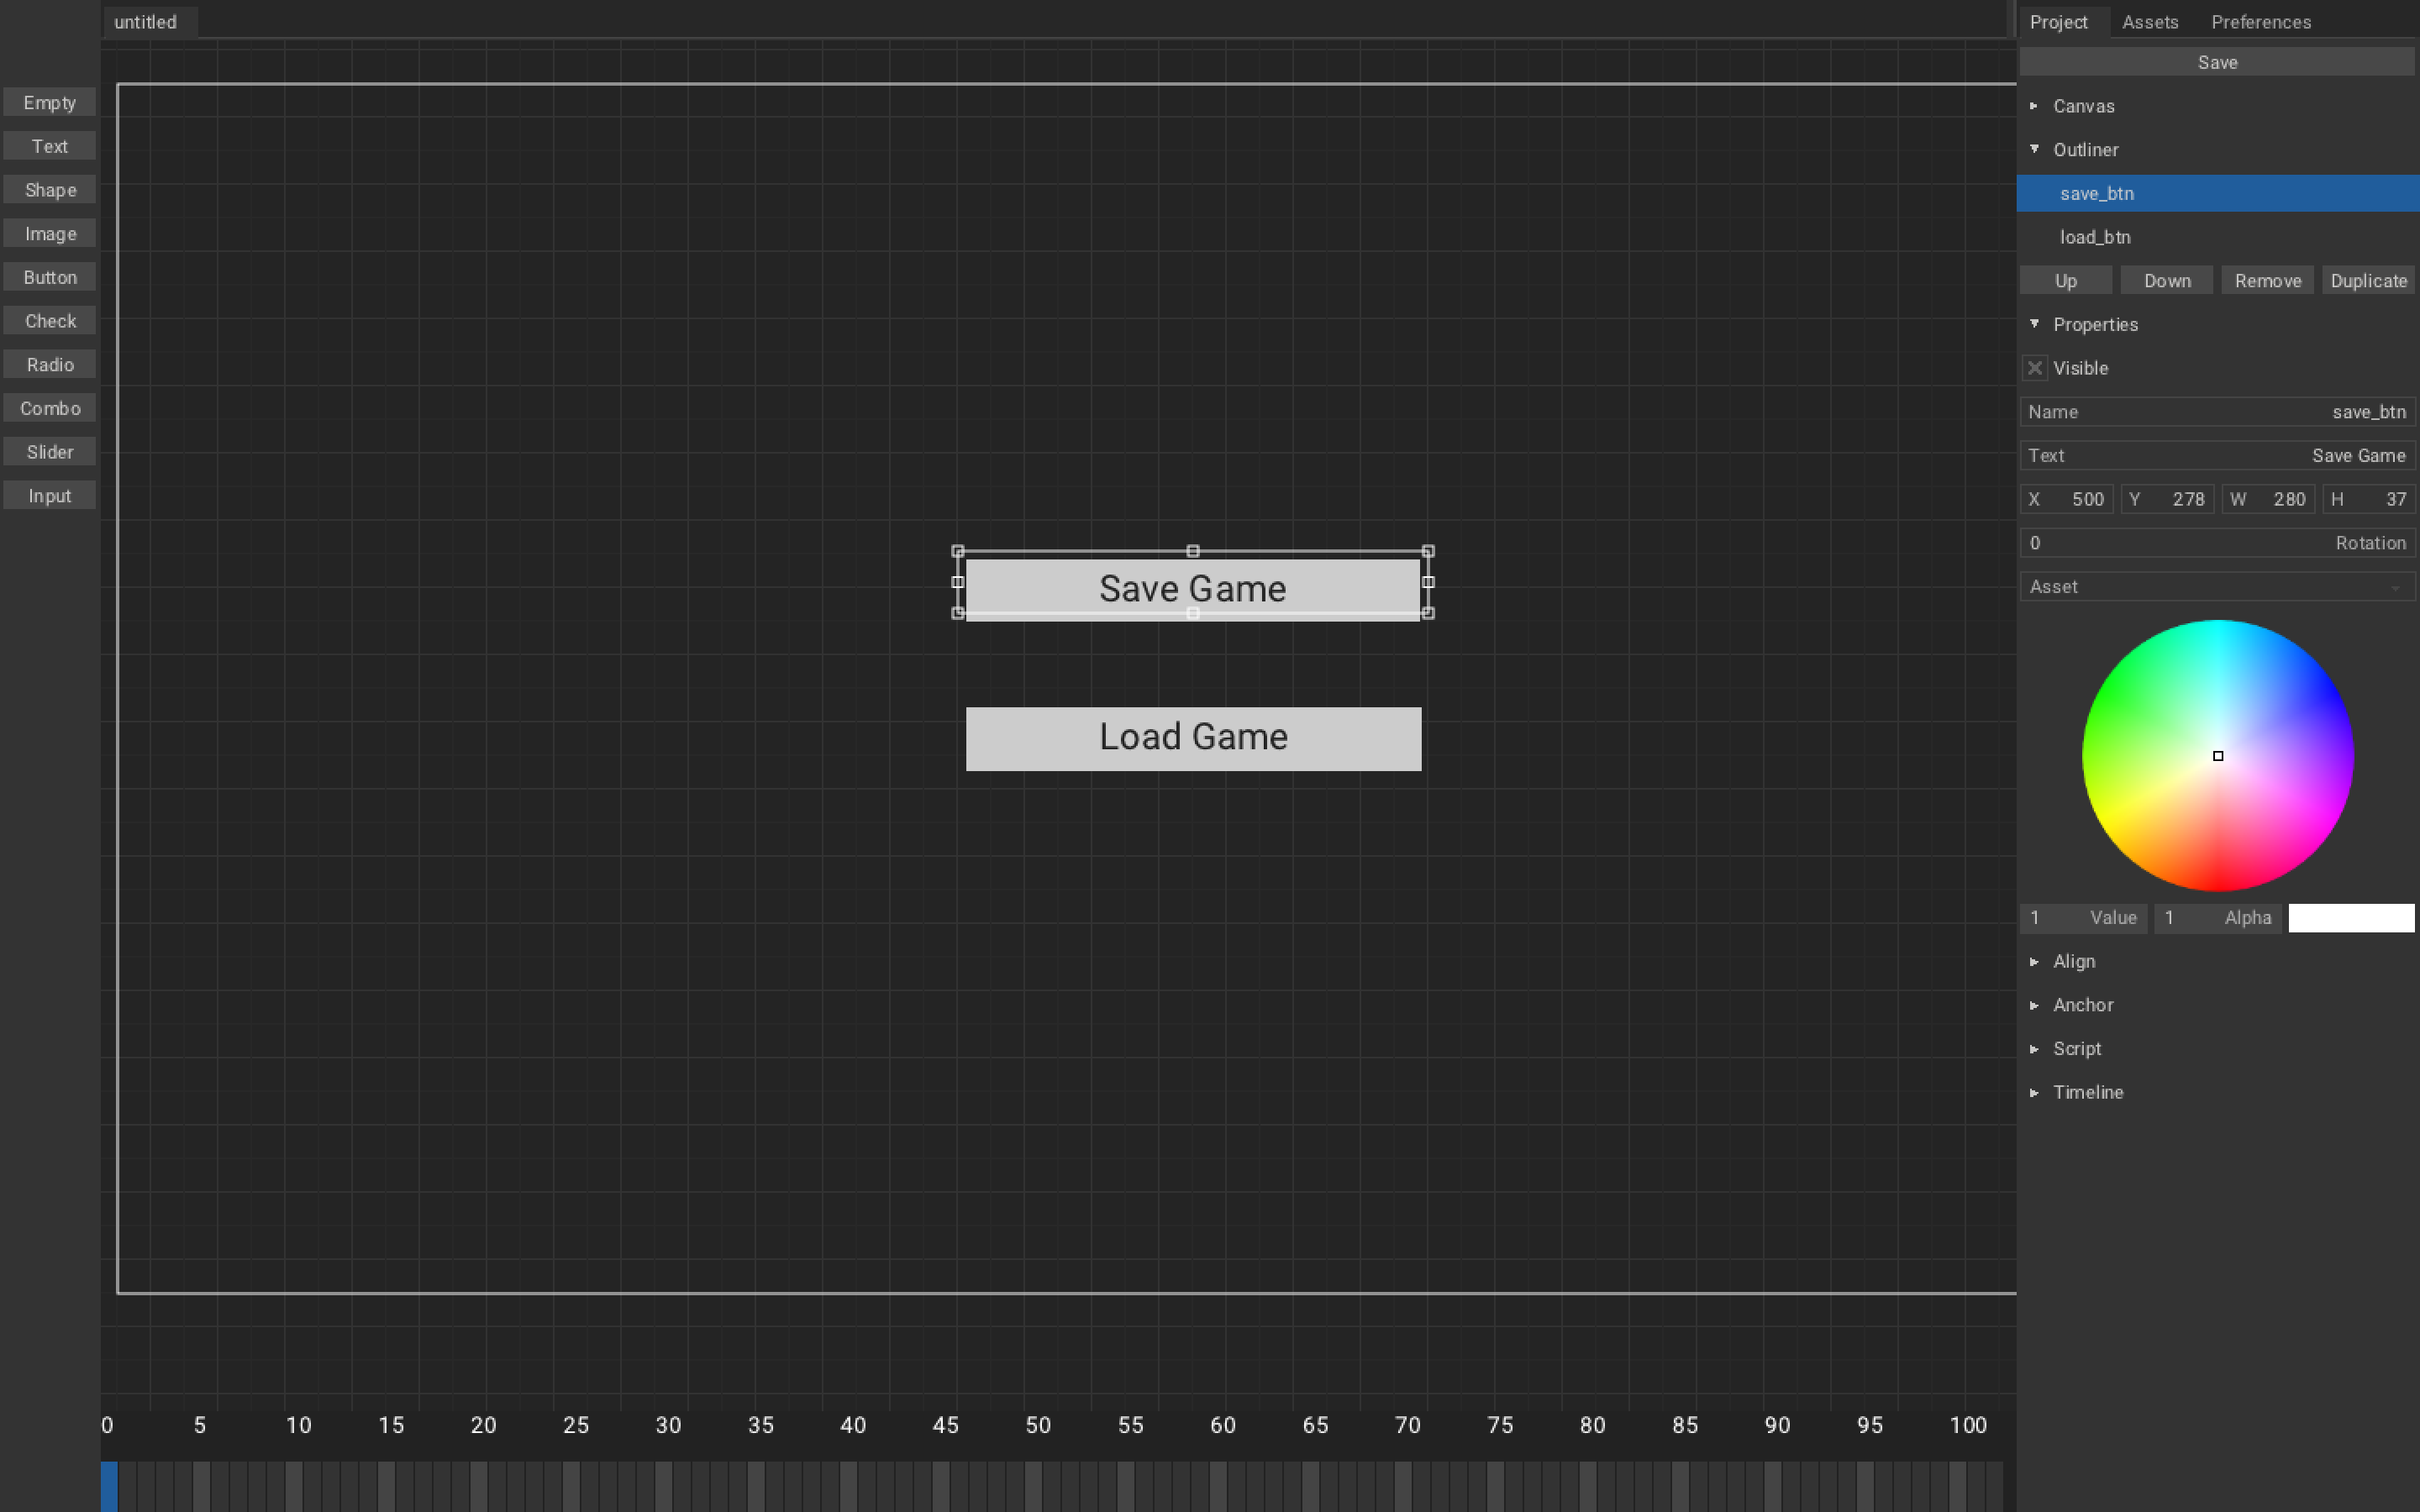 untitled
Project Assets Preferences
Save
Empty
Text
Shape
Image
Button
Check
Radio
Combo
Slider
Input
Canvas
Outliner
save_btn
load_btn
Up Down Remove Duplicate
Properties
Visible
Name save_btn
Text Save Game
X 500 Y 278 W 280 H 37
0 Rotation
Asset
1 Value 1 Alpha
Align
Anchor
Script
Timeline
Save Game
Load Game
0 5 10 15 20 25 30 35 40 45 50 55 60 65 70 75 80 85 90 95 100